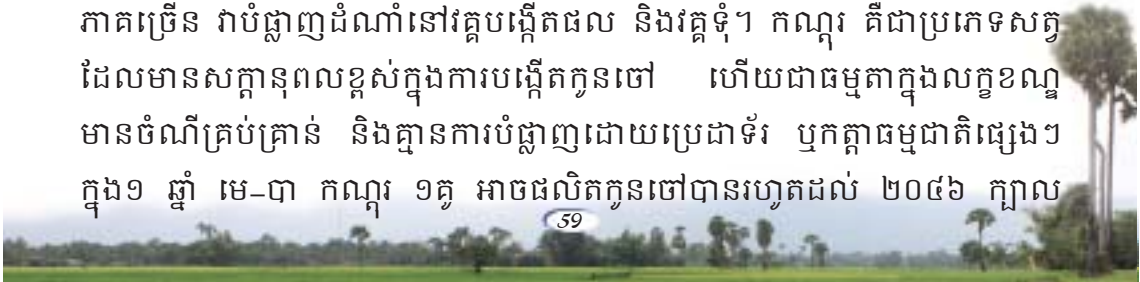 ភាគច្រើន វាបំផ្លាញដំណាំនៅវគ្គបង្កើតផល និងវគ្គទុំ។ កណ្ដុរ គឺជាប្រភេទសត្វ
ដែលមានសក្ដានុពលខ្ពស់ក្នុងការបង្កើតកូនចៅ ហើយជាធម្មតាក្នុងលក្ខខណ្ឌ
មានចំណីគ្រប់គ្រាន់ និងគ្មានការបំផ្លាញដោយប្រេដាទ័រ ឬកត្តាធម្មជាតិផ្សេងៗ
ក្នុង១ ឆ្នាំ មេ-បា កណ្ដុរ ១គូ អាចផលិតកូនចៅបានរហូតដល់ ២០៤៦ ក្បាល
59